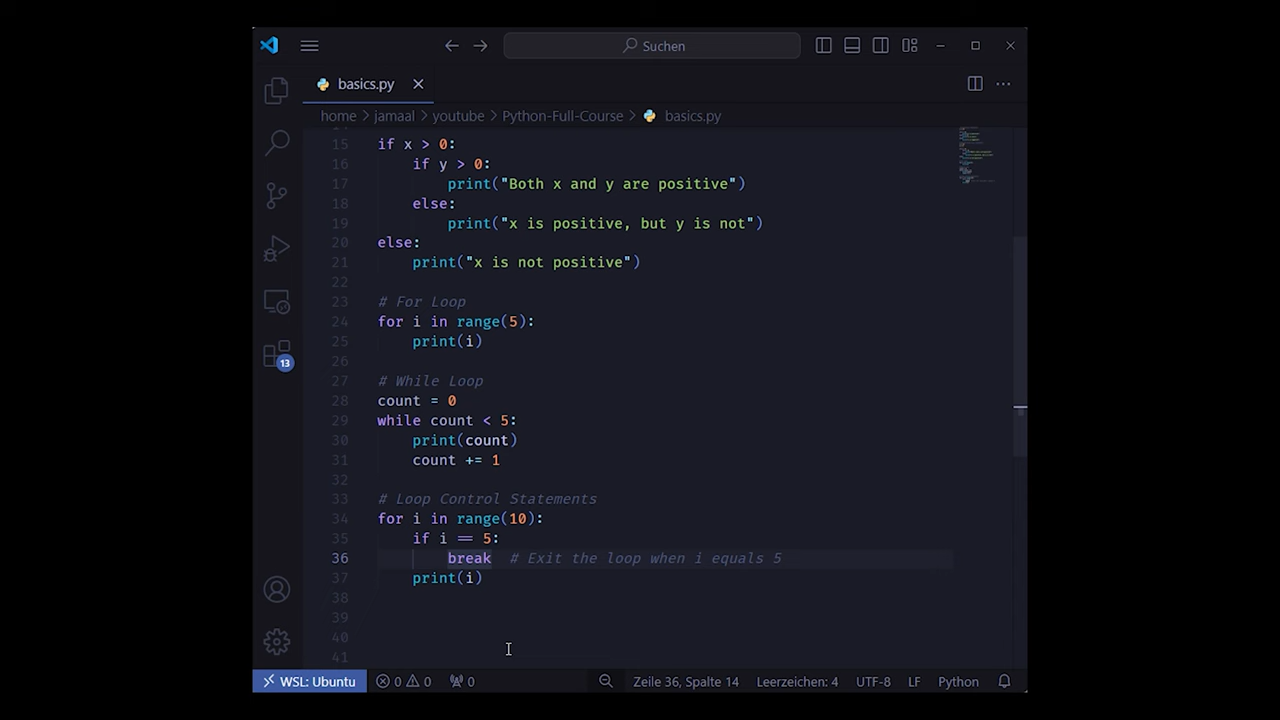 Suchen
basics.py
home > jamaal > youtube > Python-Full-Course > basics.py
15 if x > 0:
16 if y > 0:
17 print("Both x and y are positive")
18 else:
19 print("x is positive, but y is not")
20 else:
21 print("x is not positive")
22
23 # For Loop
24 for i in range(5):
25 print(i)
26
27 # While Loop
28 count = 0
29 while count < 5:
30 print(count)
31 count += 1
32
33 # Loop Control Statements
34 for i in range(10):
35 if i == 5:
36 break # Exit the loop when i equals 5
37 print(i)
38
39
40
41
13
WSL: Ubuntu 0 0 0 Zeile 36, Spalte 14 Leerzeichen: 4 UTF-8 LF Python